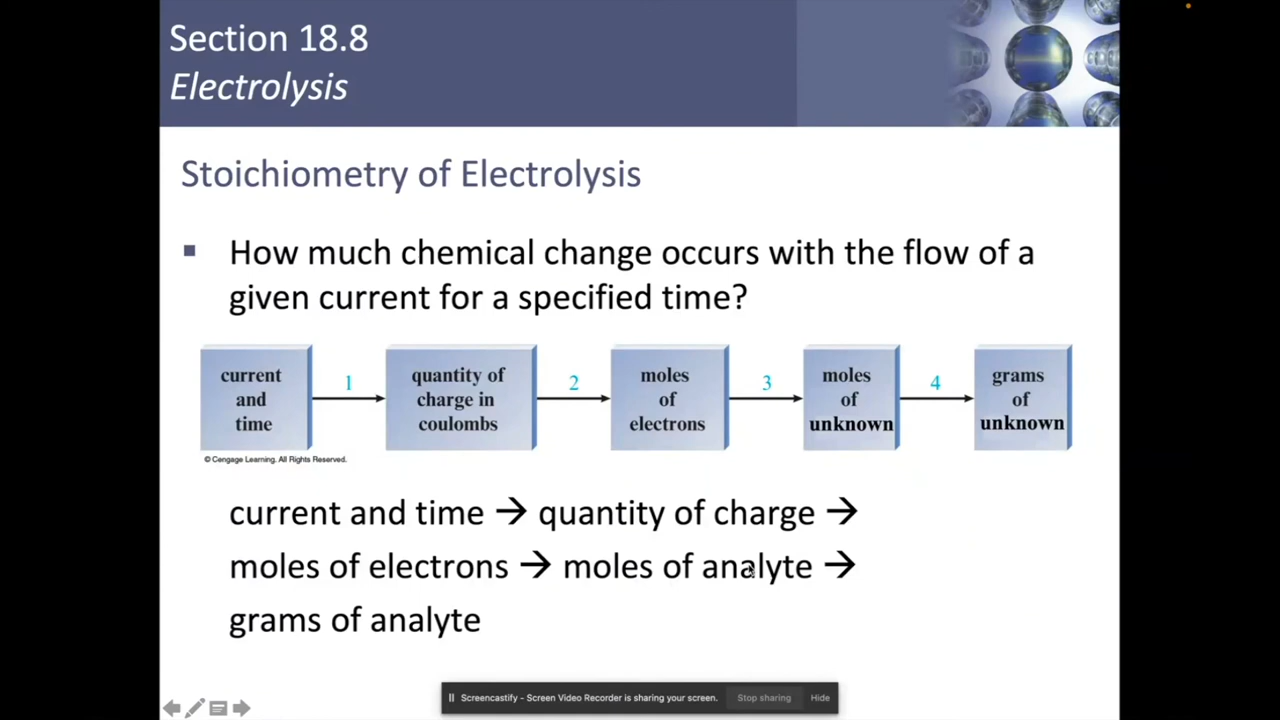 Section 18.8
Electrolysis
Stoichiometry of Electrolysis
▪ How much chemical change occurs with the flow of a
given current for a specified time?
current
and
time
1
quantity of
charge in
coulombs
2
moles
of
electrons
3
moles
of
unknown
4
grams
of
unknown
© Cengage Learning. All Rights Reserved.
current and time → quantity of charge →
moles of electrons → moles of analyte →
grams of analyte
Screencastify - Screen Video Recorder is sharing your screen.
Stop sharing
Hide